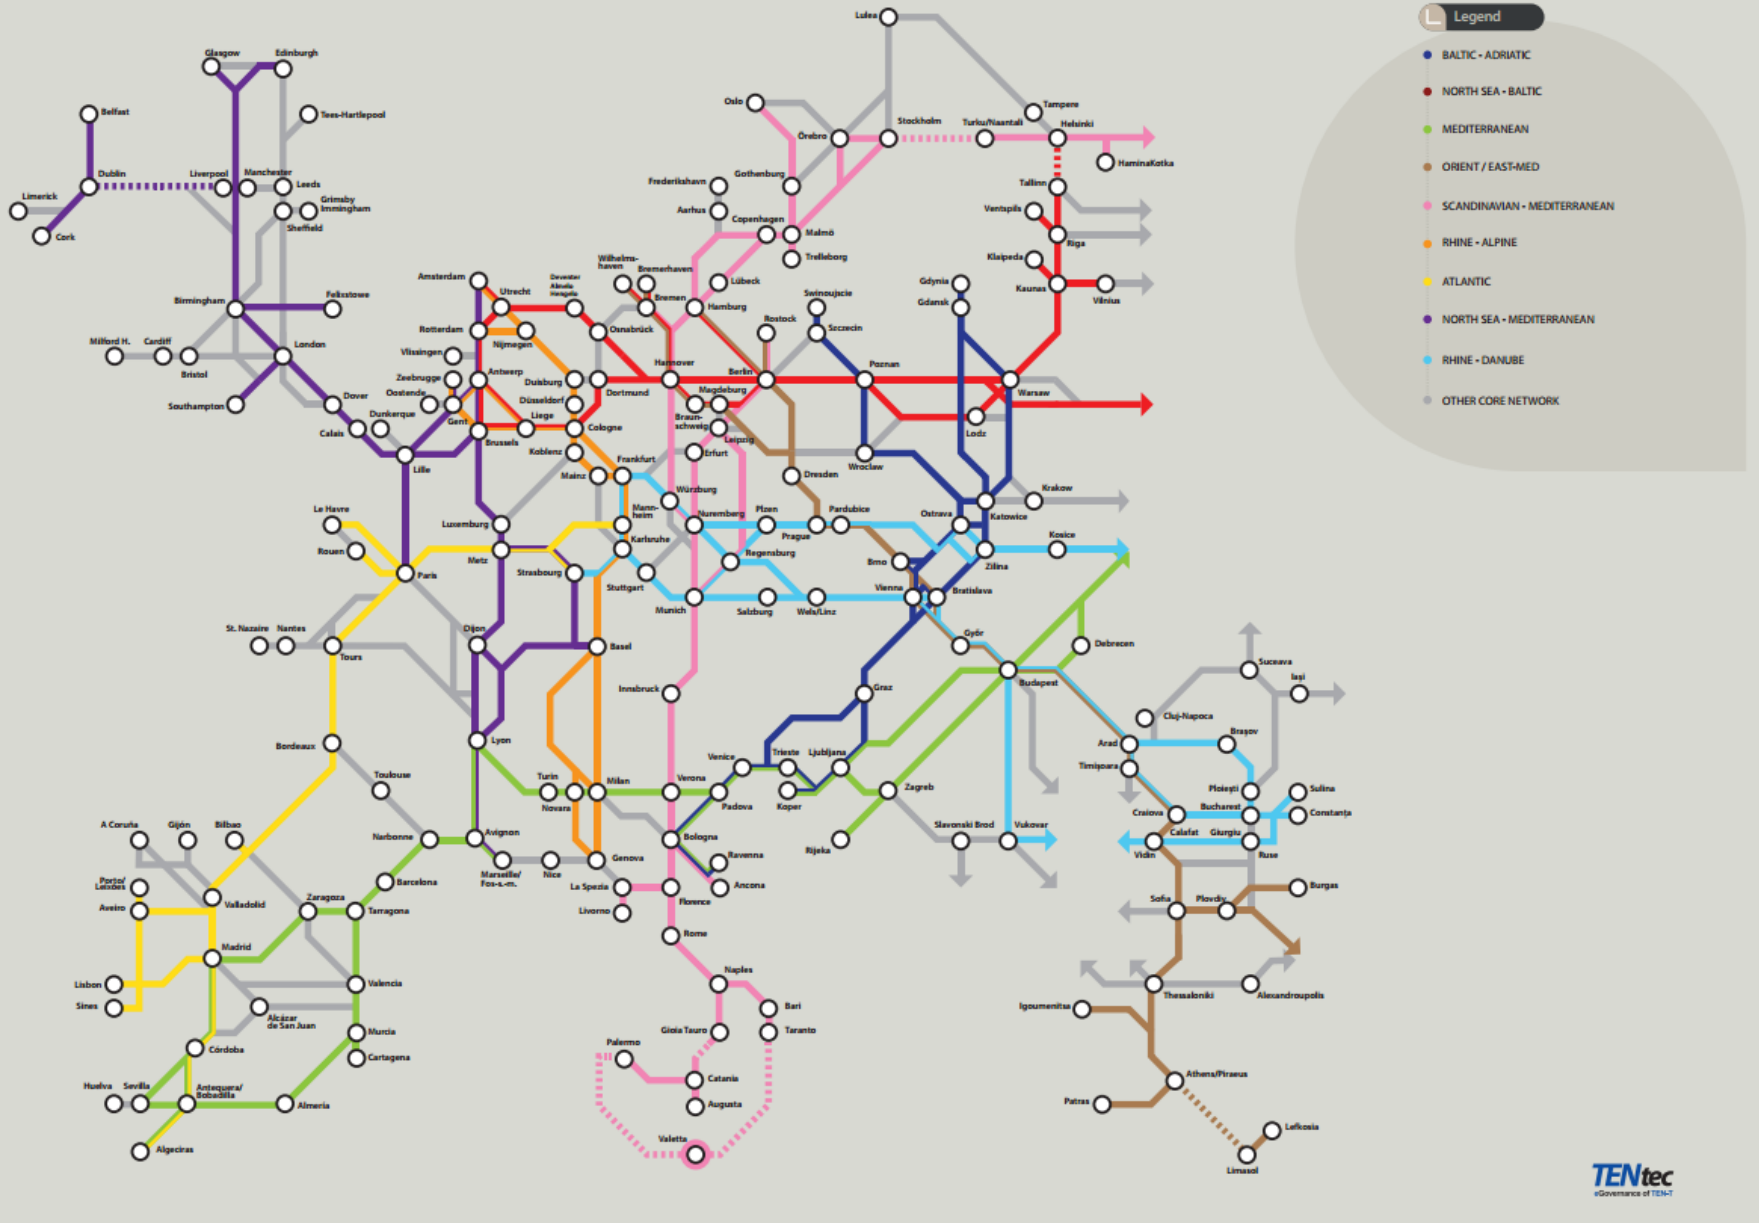 Legend
BALTIC - ADRIATIC
NORTH SEA - BALTIC
MEDITERRANEAN
ORIENT / EAST-MED
SCANDINAVIAN - MEDITERRANEAN
RHINE - ALPINE
ATLANTIC
NORTH SEA - MEDITERRANEAN
RHINE - DANUBE
OTHER CORE NETWORK
Lulea
Glasgow
Edinburgh
Belfast
Tees-Hartlepool
Oslo
Tampere
Örebro
Stockholm
Turku/Naantali
Helsinki
HaminaKotka
Dublin
Liverpool
Manchester
Leeds
Limerick
Grimsby
Immingham
Sheffield
Cork
Frederikshavn
Gothenburg
Tallinn
Aarhus
Copenhagen
Malmö
Ventspils
Riga
Trelleborg
Klaipeda
Kaunas
Vilnius
Amsterdam
Utrecht
Deventer
Almelo
Hengelo
Wilhelms-
haven
Bremerhaven
Bremen
Lübeck
Hamburg
Swinoujscie
Gdynia
Gdansk
Birmingham
Felixstowe
Rotterdam
Nijmegen
Osnabrück
Rostock
Szczecin
Milford H.
Cardiff
Bristol
London
Vlissingen
Hannover
Berlin
Poznan
Zeebrugge
Antwerp
Duisburg
Dortmund
Magdeburg
Warsaw
Southampton
Dover
Oostende
Düsseldorf
Braun-
schweig
Lodz
Dunkerque
Gent
Liege
Calais
Brussels
Cologne
Leipzig
Lille
Koblenz
Frankfurt
Erfurt
Wroclaw
Mainz
Dresden
Würzburg
Krakow
Le Havre
Luxemburg
Mann-
heim
Nuremberg
Plzen
Pardubice
Prague
Ostrava
Katowice
Rouen
Metz
Karlsruhe
Regensburg
Kosice
Paris
Strasbourg
Stuttgart
Brno
Zilina
Munich
Salzburg
Wels/Linz
Vienna
Bratislava
St. Nazaire
Nantes
Tours
Dijon
Basel
Györ
Debrecen
Suceava
Iași
Innsbruck
Graz
Budapest
Cluj-Napoca
Bordeaux
Lyon
Arad
Brașov
Toulouse
Turin
Novara
Milan
Verona
Venice
Trieste
Ljubljana
Timișoara
Padova
Koper
Zagreb
Ploiești
Sulina
Craiova
Bucharest
Constanța
A Coruña
Gijón
Bilbao
Narbonne
Avignon
Bologna
Rijeka
Slavonski Brod
Vukovar
Calafat
Giurgiu
Vidin
Ruse
Marseille/
Fos-s.-m.
Nice
Genova
Ravenna
Porto/
Leixões
Barcelona
La Spezia
Ancona
Burgas
Aveiro
Valladolid
Zaragoza
Tarragona
Livorno
Florence
Sofia
Plovdiv
Madrid
Rome
Lisbon
Valencia
Naples
Thessaloniki
Alexandroupolis
Sines
Alcázar
de San Juan
Bari
Igoumenitsa
Murcia
Gioia Tauro
Taranto
Córdoba
Cartagena
Palermo
Huelva
Sevilla
Antequera/
Bobadilla
Almeria
Catania
Athens/Piraeus
Augusta
Patras
Algeciras
Valetta
Lefkosia
Limasol
TENtec
eGovernance of TEN-T